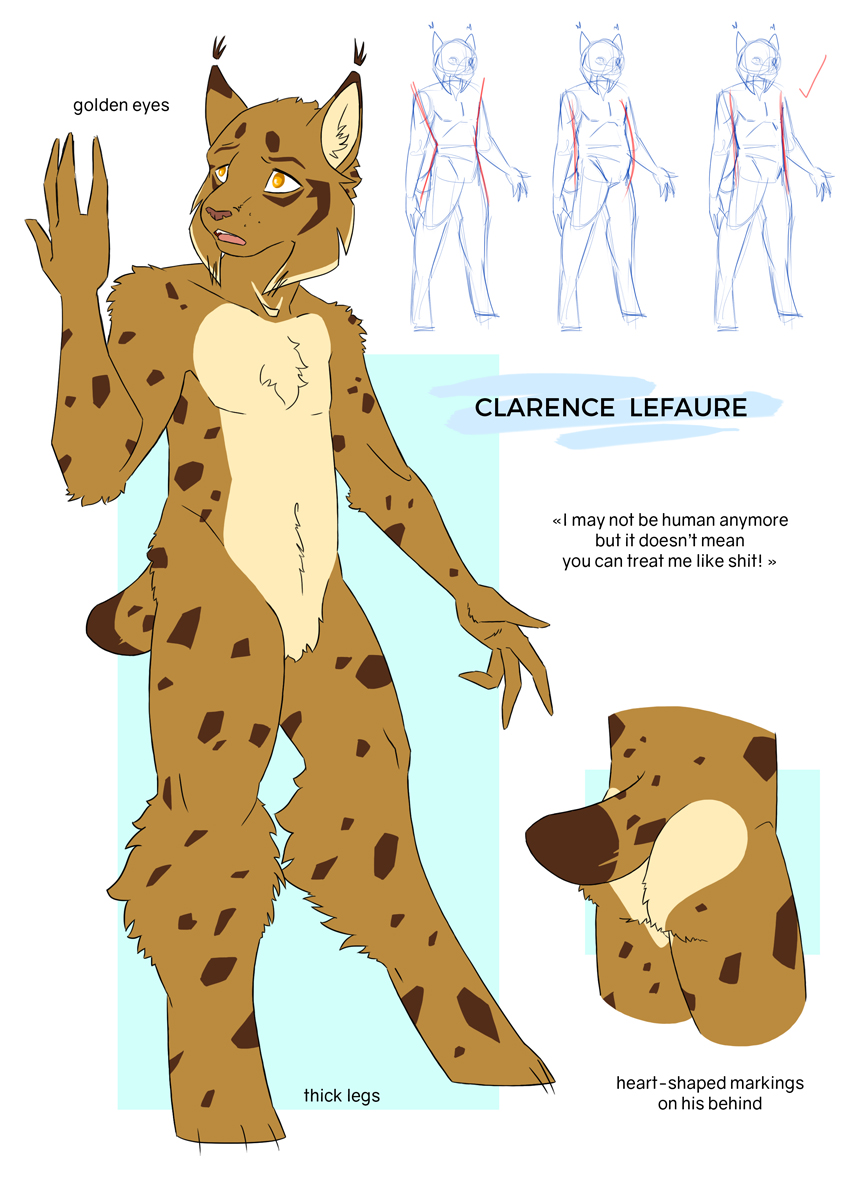 golden eyes
CLARENCE LEFAURE
«I may not be human anymore
but it doesn't mean
you can treat me like shit! »
thick legs
heart-shaped markings
on his behind